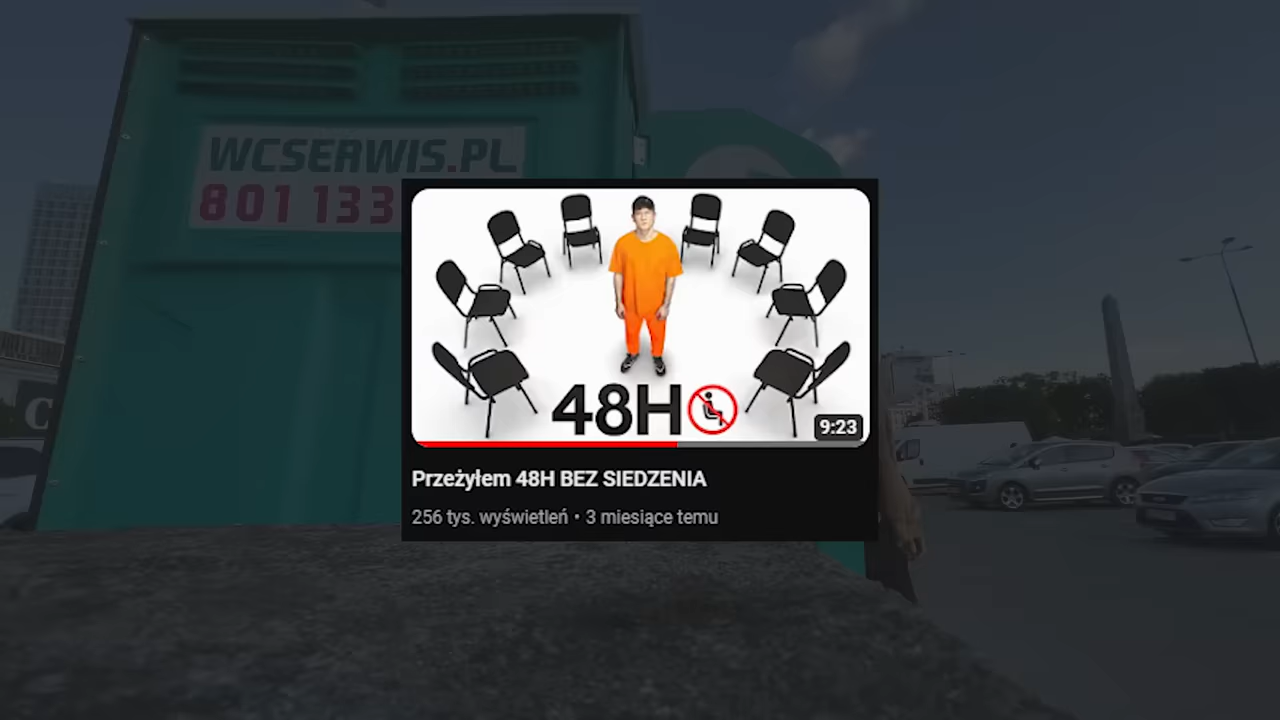 WCSERWIS.PL
801 133
C
48H
9:23
Przeżyłem 48H BEZ SIEDZENIA
256 tys. wyświetleń • 3 miesiące temu